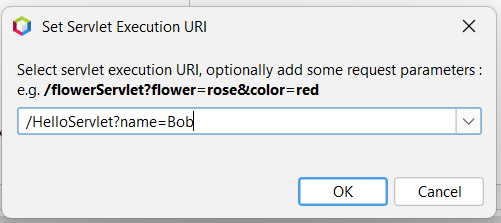 Set Servlet Execution URI
Select servlet execution URI, optionally add some request parameters :
e.g. /flowerServlet?flower=rose&color=red
/HelloServlet?name=Bob
OK Cancel